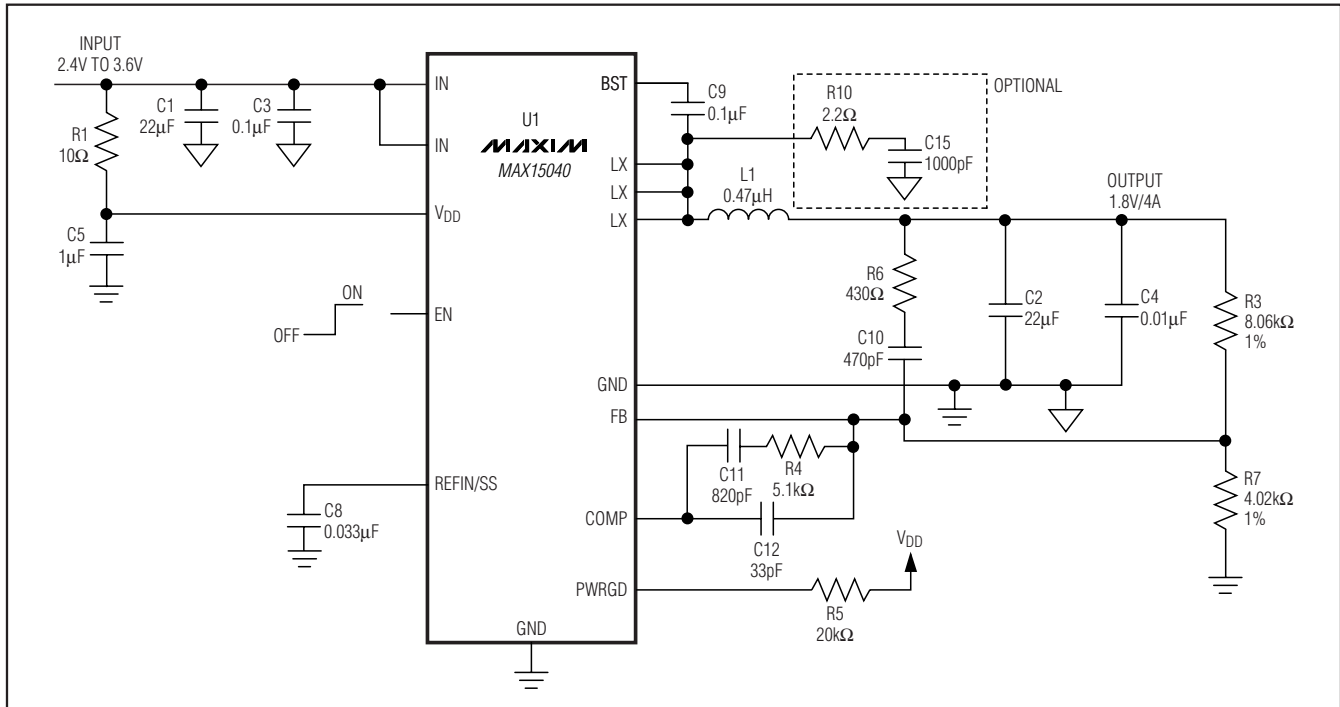 INPUT
2.4V TO 3.6V
R1
10Ω
C1
22μF
C3
0.1μF
C5
1μF
ON
OFF
C8
0.033μF
IN
IN
VDD
EN
REFIN/SS
U1
MAXIM
MAX15040
GND
BST
LX
LX
LX
GND
FB
COMP
PWRGD
C9
0.1μF
R10
2.2Ω
C15
1000pF
OPTIONAL
L1
0.47μH
OUTPUT
1.8V/4A
R6
430Ω
C10
470pF
C2
22μF
C4
0.01μF
R3
8.06kΩ
1%
C11
820pF
R4
5.1kΩ
C12
33pF
R7
4.02kΩ
1%
VDD
R5
20kΩ